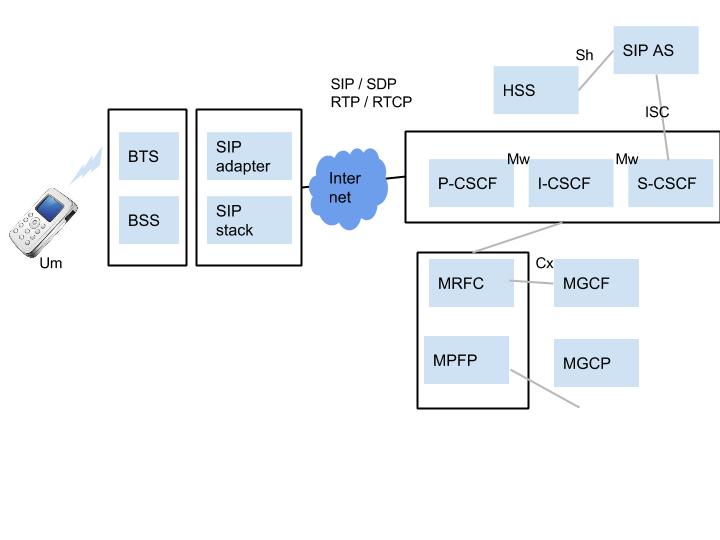 SIP AS
Sh
HSS
SIP / SDP
RTP / RTCP
ISC
BTS
SIP
adapter
Mw
Mw
Inter
net
P-CSCF
I-CSCF
S-CSCF
BSS
SIP
stack
Um
Cx
MRFC
MGCF
MPFP
MGCP